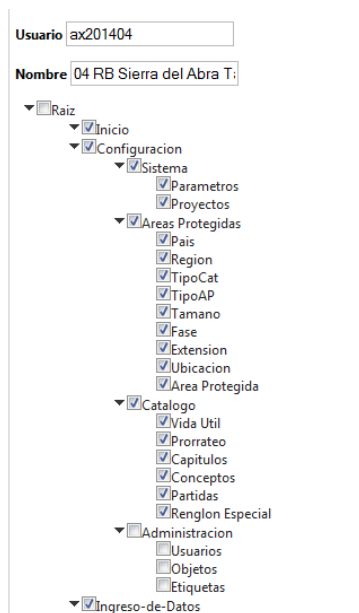 Usuario ax201404
Nombre 04 RB Sierra del Abra Ta
Raiz
Inicio
Configuracion
Sistema
Parametros
Proyectos
Areas Protegidas
Pais
Region
TipoCat
TipoAP
Tamano
Fase
Extension
Ubicacion
Area Protegida
Catalogo
Vida Util
Prorrateo
Capitulos
Conceptos
Partidas
Renglon Especial
Administracion
Usuarios
Objetos
Etiquetas
Ingreso-de-Datos